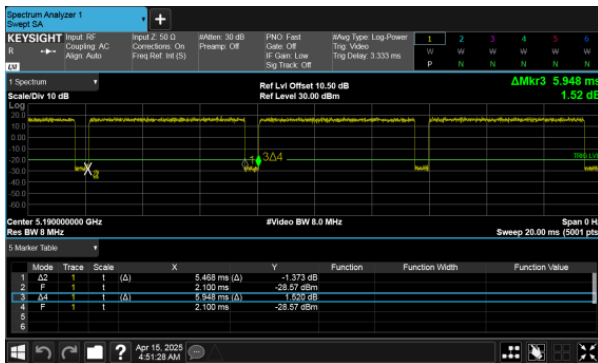 Spectrum Analyzer 1
Swept SA
+
KEYSIGHT Input: RF Input Z: 50 Ω #Atten: 30 dB PNO: Fast #Avg Type: Log-Power 1 2 3 4 5 6
R Coupling: AC Corrections: On Preamp: Off Gate: Off Trig: Video W W W W W W
Align: Auto Freq Ref: Int (S) IF Gain: Low Trig Delay: 3.333 ms P N N N N N
LXI Sig Track: Off
1 Spectrum ΔMkr3 5.948 ms
Scale/Div 10 dB Ref Lvl Offset 10.50 dB 1.52 dB
Ref Level 30.00 dBm
Log
20.0
10.0
0.00
-10.0
-20.0 TRIG LVL
-30.0
-40.0
-50.0
-60.0
X2
1
3Δ4
Center 5.190000000 GHz #Video BW 8.0 MHz Span 0 Hz
Res BW 8 MHz Sweep 20.00 ms (5001 pts)
5 Marker Table
Mode Trace Scale X Y Function Function Width Function Value
1 Δ2 1 t (Δ) 5.468 ms (Δ) -1.373 dB
2 F 1 t 2.100 ms -28.57 dBm
3 Δ4 1 t (Δ) 5.948 ms (Δ) 1.520 dB
4 F 1 t 2.100 ms -28.57 dBm
5
6
? Apr 15, 2025
4:51:28 AM